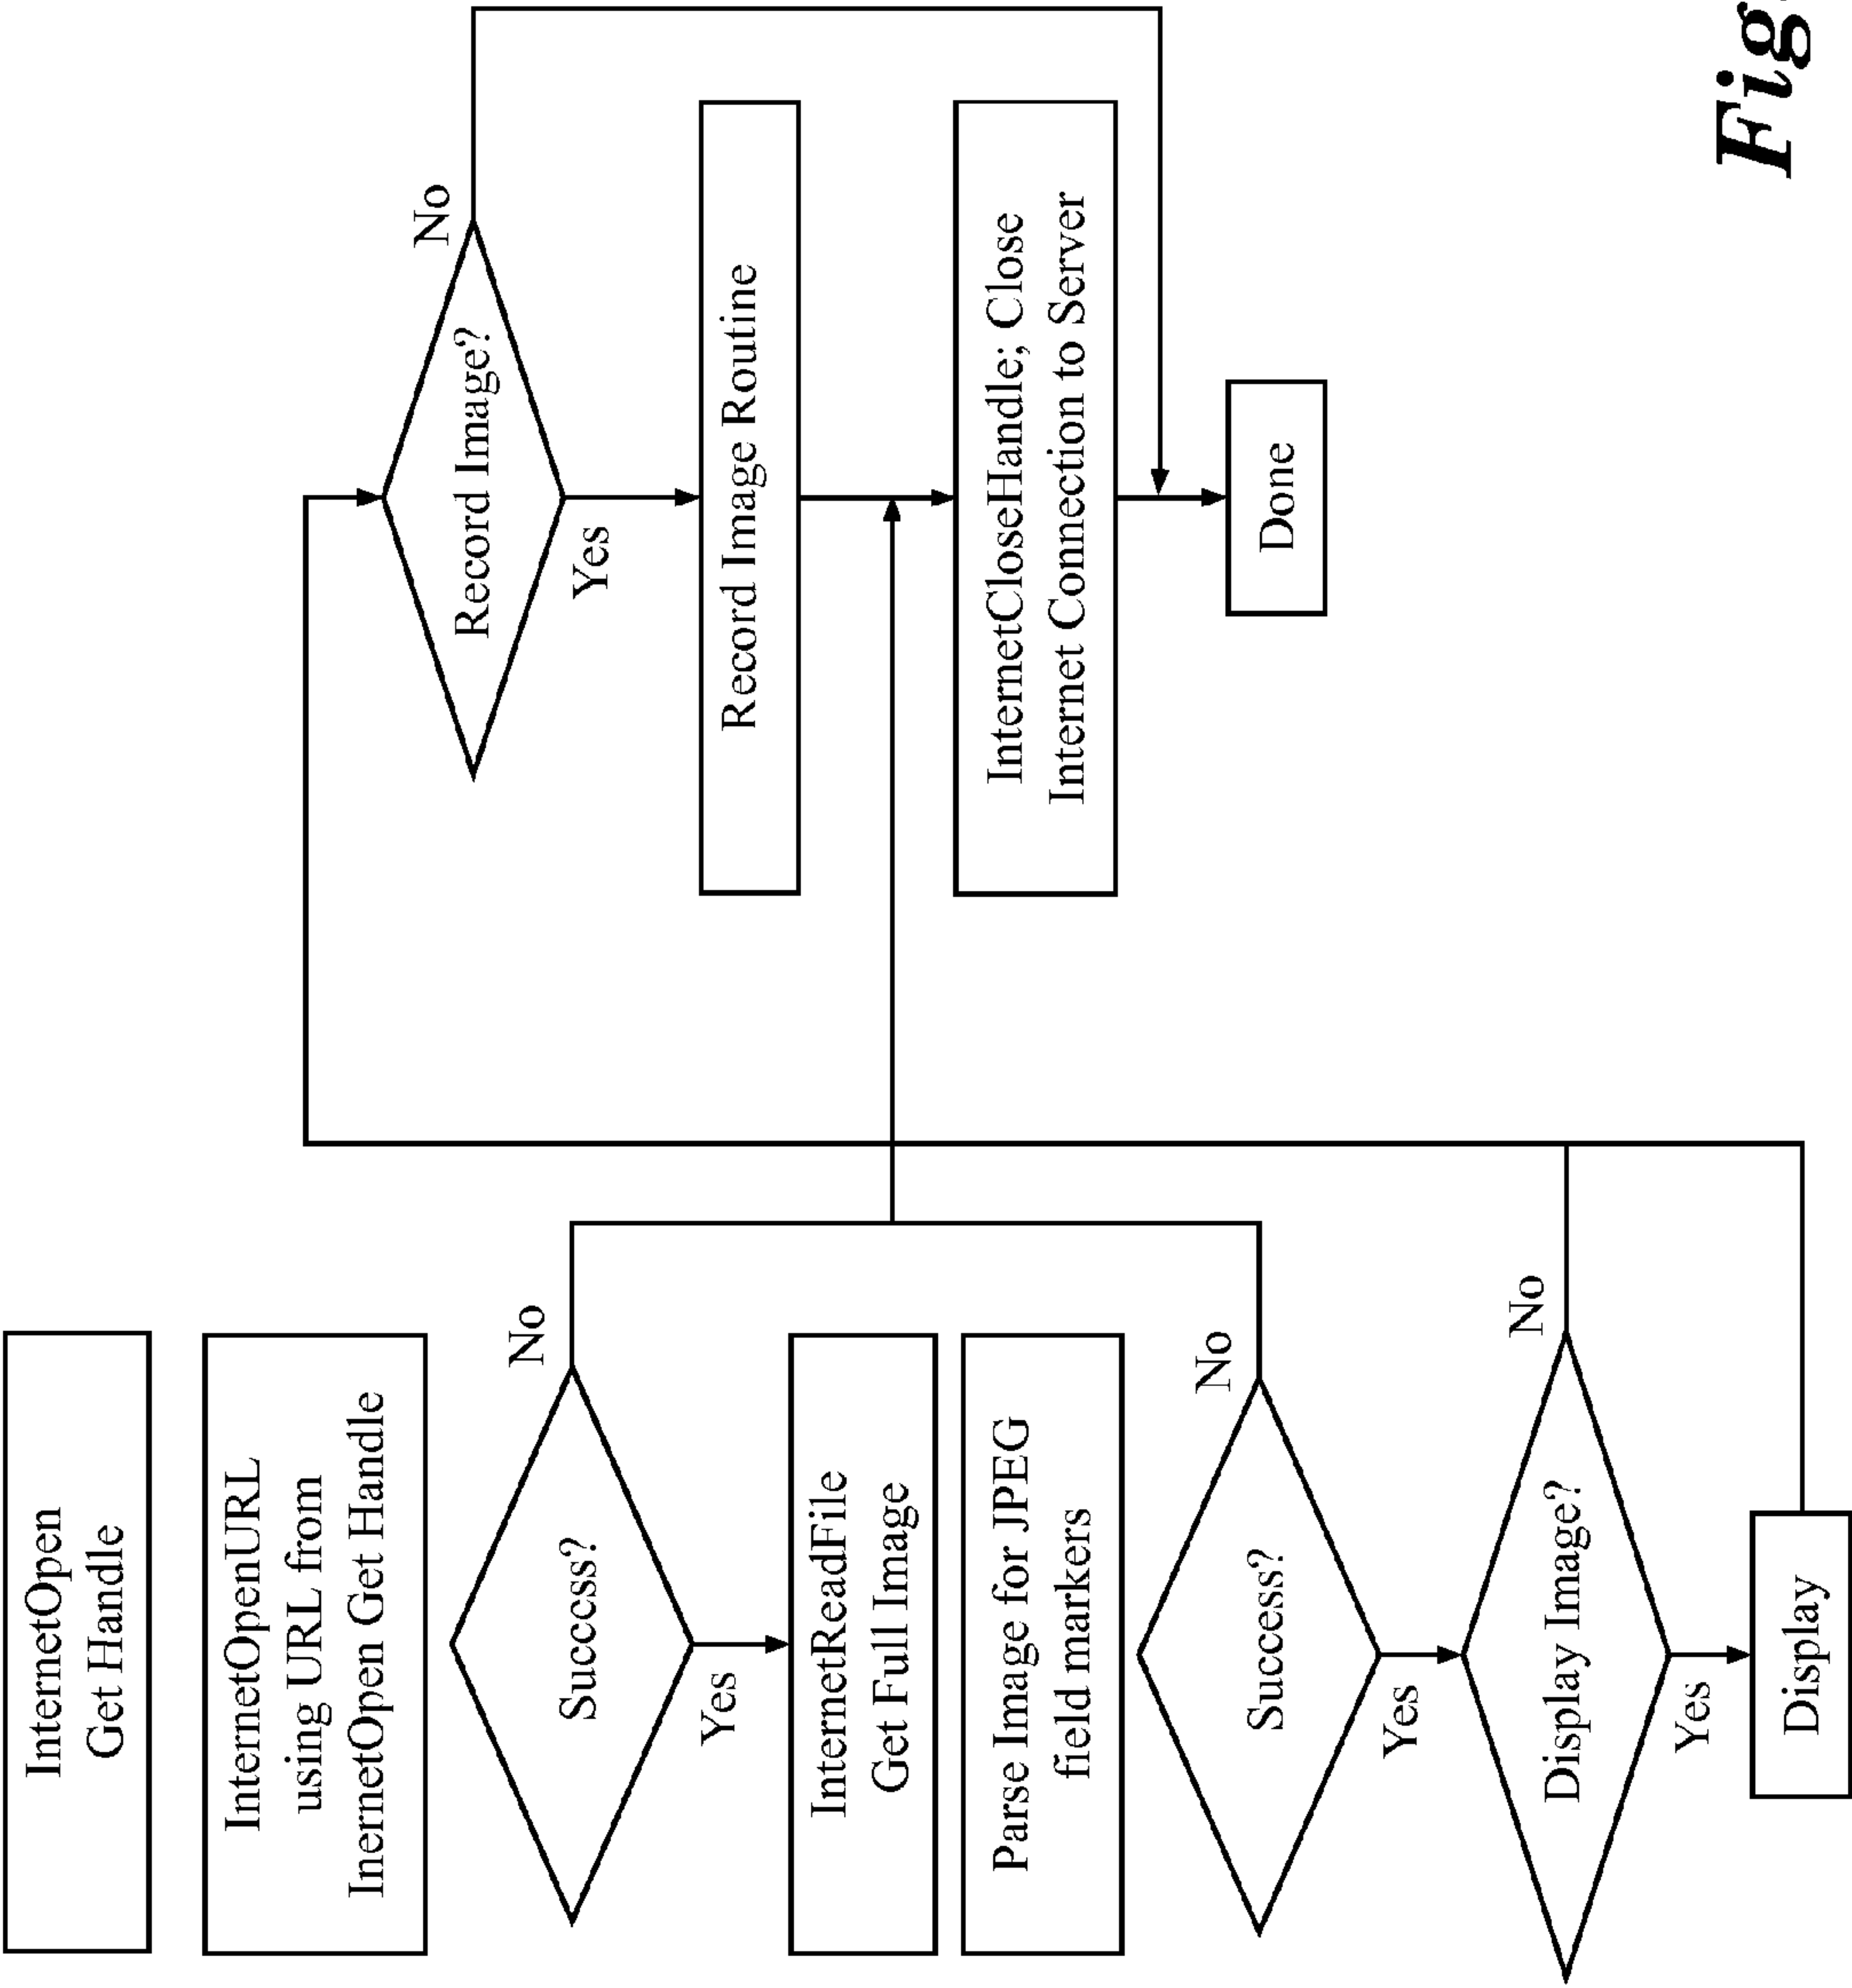 InternetOpen
Get Handle
InternetOpenURL
using URL from
InernetOpen Get Handle
Success?
No
Yes
InternetReadFile
Get Full Image
Parse Image for JPEG
field markers
Success?
No
Yes
Display Image?
No
Yes
Display
Record Image?
No
Yes
Record Image Routine
InternetCloseHandle; Close
Internet Connection to Server
Done
Fig